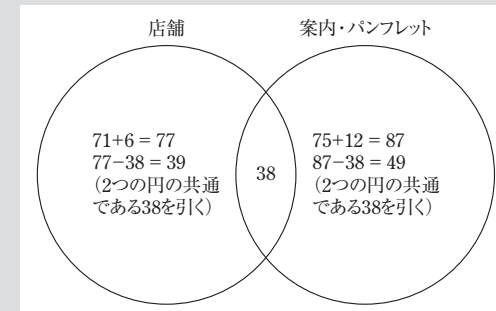 店舗
案内・パンフレット
71+6 = 77
77−38 = 39
（2つの円の共通
である38を引く）
38
75+12 = 87
87−38 = 49
（2つの円の共通
である38を引く）